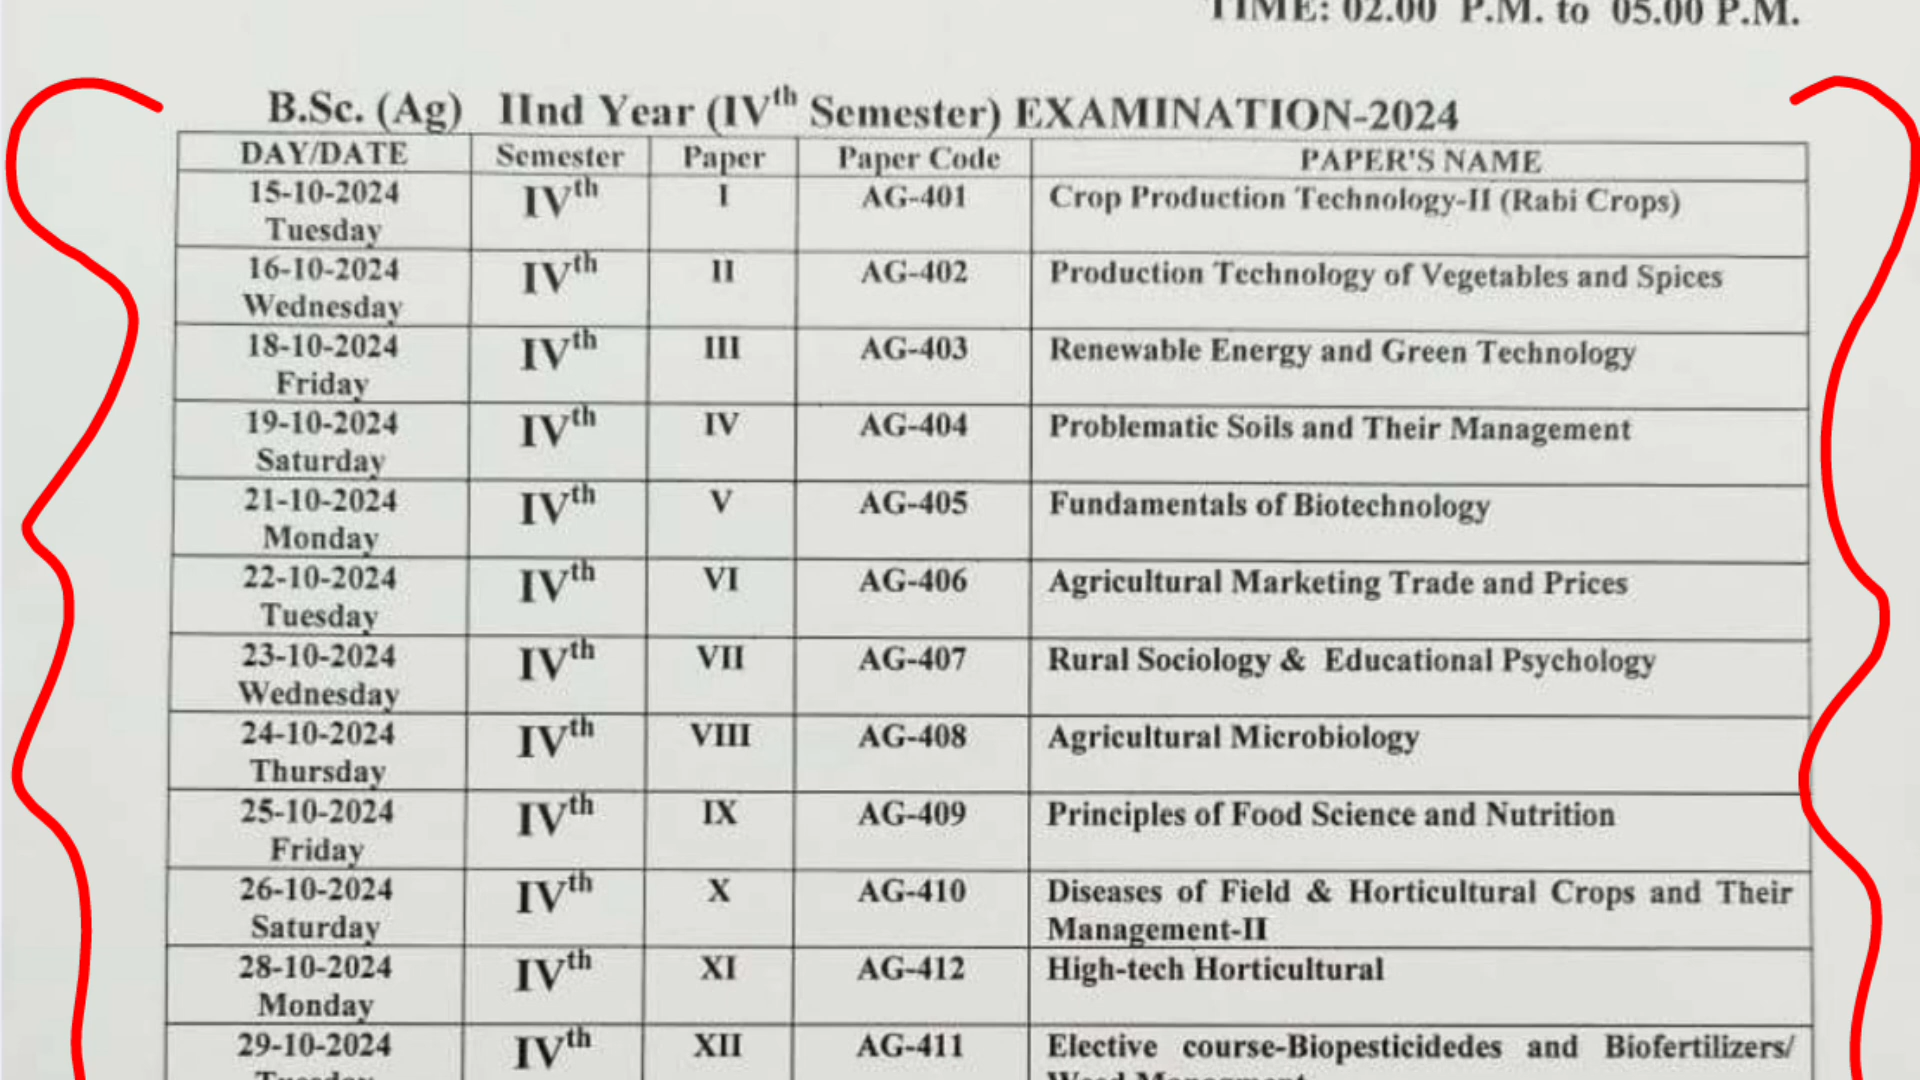 TIME: 02.00 P.M. to 05.00 P.M.
B.Sc. (Ag) IInd Year (IVth Semester) EXAMINATION-2024
DAY/DATE Semester Paper Paper Code PAPER'S NAME
15-10-2024 IVth I AG-401 Crop Production Technology-II (Rabi Crops)
Tuesday
16-10-2024 IVth II AG-402 Production Technology of Vegetables and Spices
Wednesday
18-10-2024 IVth III AG-403 Renewable Energy and Green Technology
Friday
19-10-2024 IVth IV AG-404 Problematic Soils and Their Management
Saturday
21-10-2024 IVth V AG-405 Fundamentals of Biotechnology
Monday
22-10-2024 IVth VI AG-406 Agricultural Marketing Trade and Prices
Tuesday
23-10-2024 IVth VII AG-407 Rural Sociology & Educational Psychology
Wednesday
24-10-2024 IVth VIII AG-408 Agricultural Microbiology
Thursday
25-10-2024 IVth IX AG-409 Principles of Food Science and Nutrition
Friday
26-10-2024 IVth X AG-410 Diseases of Field & Horticultural Crops and Their
Saturday Management-II
28-10-2024 IVth XI AG-412 High-tech Horticultural
Monday
29-10-2024 IVth XII AG-411 Elective course-Biopesticidedes and Biofertilizers/